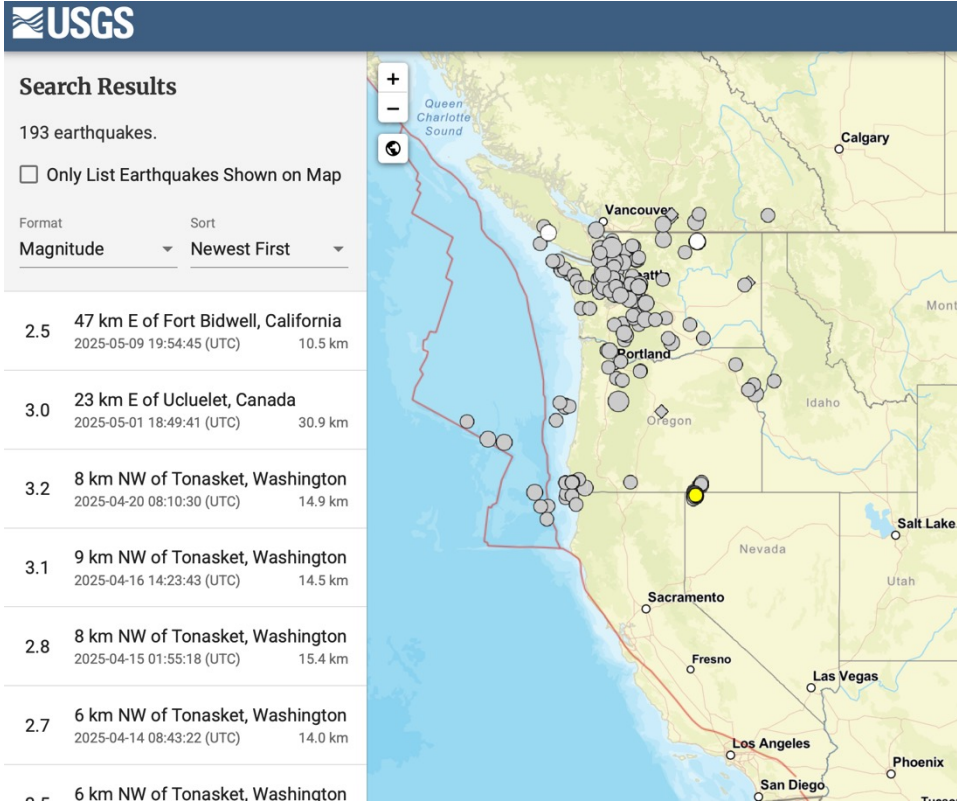 USGS
Search Results
193 earthquakes.
Only List Earthquakes Shown on Map
Format
Magnitude
Sort
Newest First
2.5
47 km E of Fort Bidwell, California
2025-05-09 19:54:45 (UTC)
10.5 km
3.0
23 km E of Ucluelet, Canada
2025-05-01 18:49:41 (UTC)
30.9 km
3.2
8 km NW of Tonasket, Washington
2025-04-20 08:10:30 (UTC)
14.9 km
3.1
9 km NW of Tonasket, Washington
2025-04-16 14:23:43 (UTC)
14.5 km
2.8
8 km NW of Tonasket, Washington
2025-04-15 01:55:18 (UTC)
15.4 km
2.7
6 km NW of Tonasket, Washington
2025-04-14 08:43:22 (UTC)
14.0 km
6 km NW of Tonasket, Washington
+
−
Queen
Charlotte
Sound
Calgary
Vancouver
Mont
Portland
Oregon
Idaho
Salt Lake
Nevada
Utah
Sacramento
Fresno
Las Vegas
Los Angeles
Phoenix
San Diego